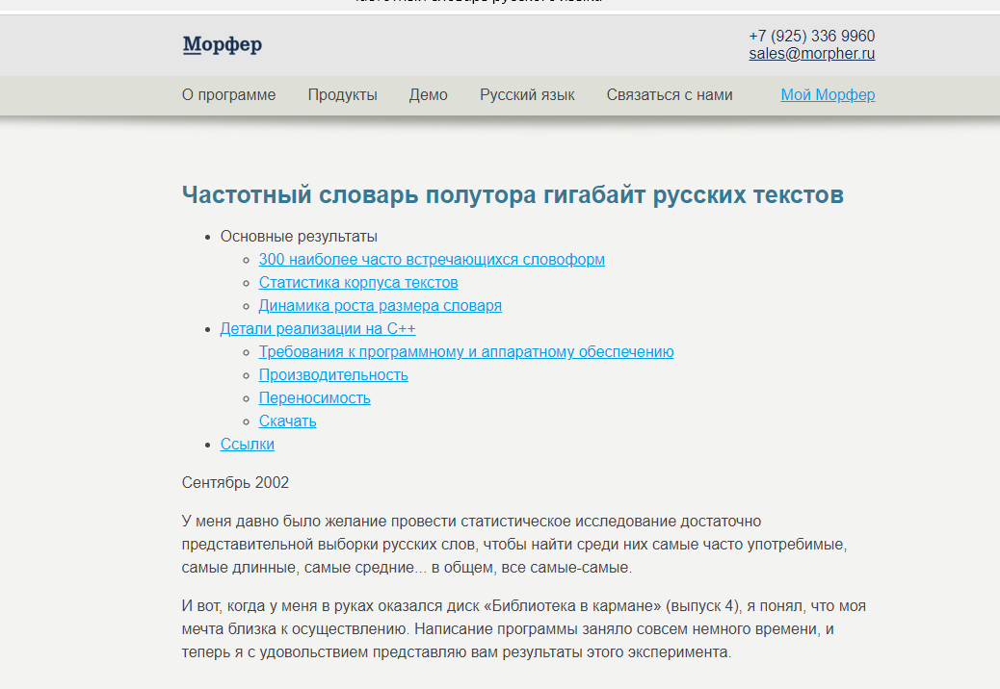 Морфер
+7 (925) 336 9960
sales@morpher.ru
О программе Продукты Демо Русский язык Связаться с нами Мой Морфер
Частотный словарь полутора гигабайт русских текстов
Основные результаты
300 наиболее часто встречающихся словоформ
Статистика корпуса текстов
Динамика роста размера словаря
Детали реализации на C++
Требования к программному и аппаратному обеспечению
Производительность
Переносимость
Скачать
Ссылки
Сентябрь 2002
У меня давно было желание провести статистическое исследование достаточно
представительной выборки русских слов, чтобы найти среди них самые часто употребимые,
самые длинные, самые средние... в общем, все самые-самые.
И вот, когда у меня в руках оказался диск «Библиотека в кармане» (выпуск 4), я понял, что моя
мечта близка к осуществлению. Написание программы заняло совсем немного времени, и
теперь я с удовольствием представляю вам результаты этого эксперимента.